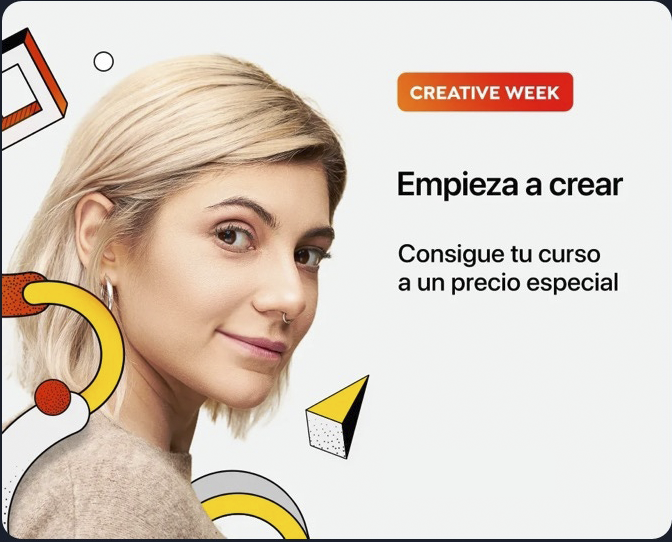 CREATIVE WEEK
Empieza a crear
Consigue tu curso
a un precio especial